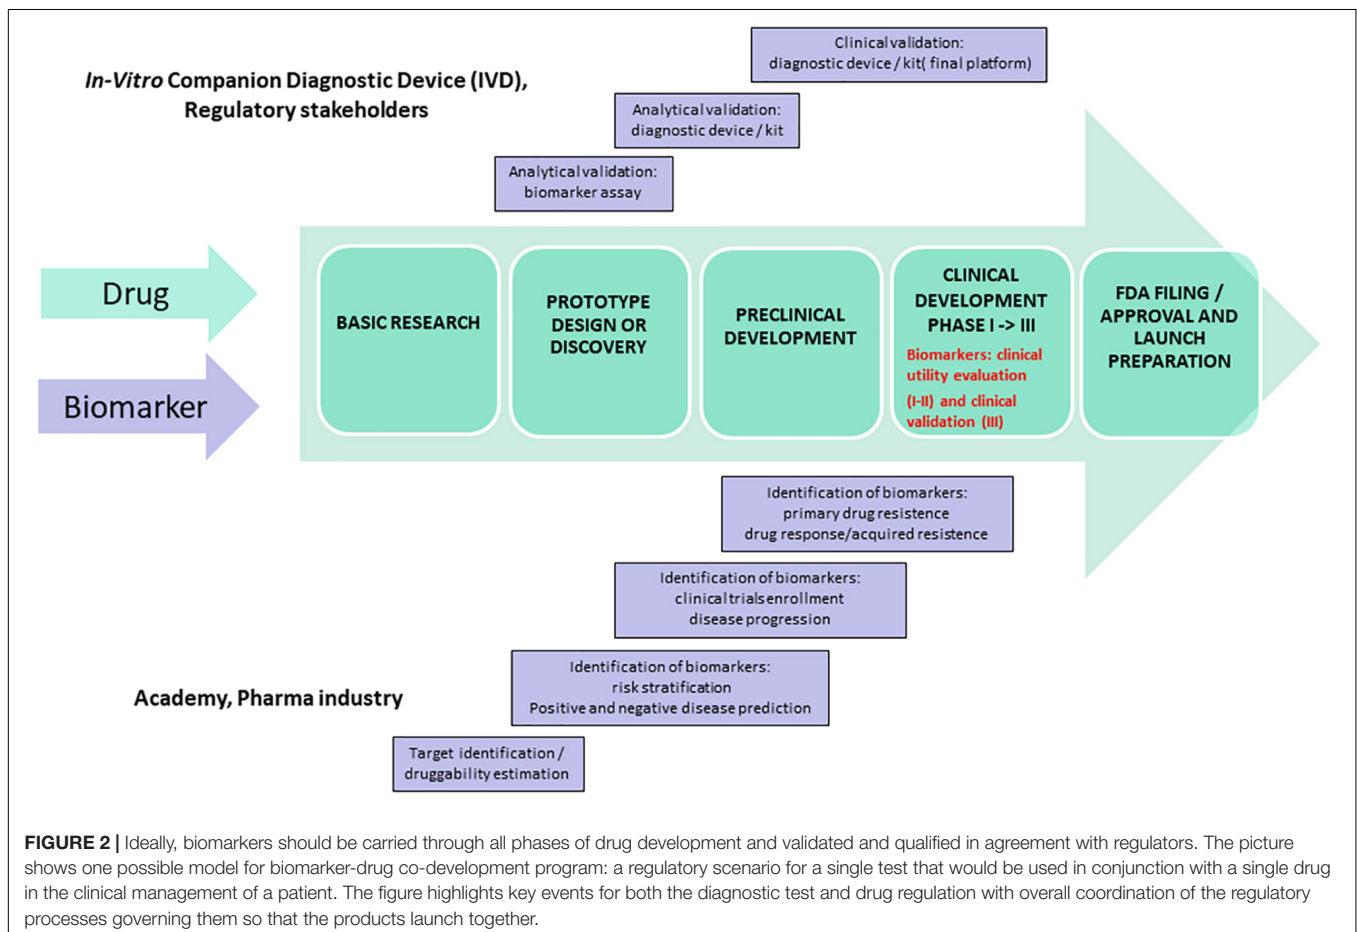 Clinical validation:
diagnostic device / kit( final platform)
In-Vitro Companion Diagnostic Device (IVD),
Regulatory stakeholders
Analytical validation:
diagnostic device / kit
Analytical validation:
biomarker assay
Drug
Biomarker
BASIC RESEARCH
PROTOTYPE
DESIGN OR
DISCOVERY
PRECLINICAL
DEVELOPMENT
CLINICAL
DEVELOPMENT
PHASE I -> III
Biomarkers: clinical
utility evaluation
(I-II) and clinical
validation (III)
FDA FILING /
APPROVAL AND
LAUNCH
PREPARATION
Identification of biomarkers:
primary drug resistence
drug response/acquired resistence
Identification of biomarkers:
clinical trials enrollment
disease progression
Identification of biomarkers:
risk stratification
Positive and negative disease prediction
Academy, Pharma industry
Target identification /
druggability estimation
FIGURE 2 | Ideally, biomarkers should be carried through all phases of drug development and validated and qualified in agreement with regulators. The picture
shows one possible model for biomarker-drug co-development program: a regulatory scenario for a single test that would be used in conjunction with a single drug
in the clinical management of a patient. The figure highlights key events for both the diagnostic test and drug regulation with overall coordination of the regulatory
processes governing them so that the products launch together.